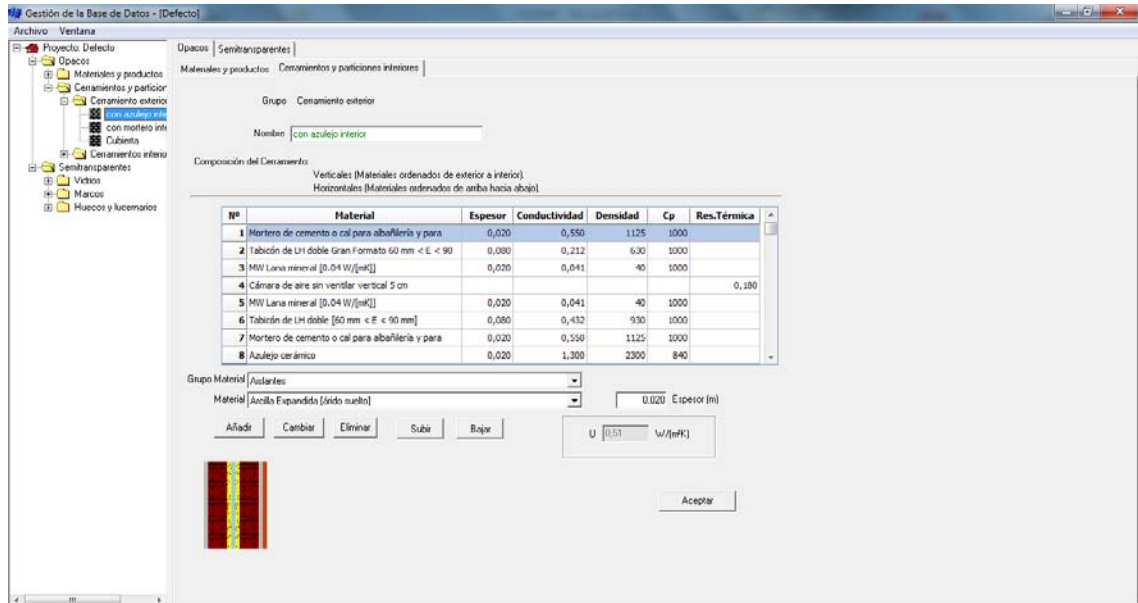 Gestión de la Base de Datos - [Defecto]
Archivo Ventana
Proyecto: Defecto
Opacos
Materiales y productos
Cerramientos y particior
Cerramiento exterior
con azulejo inte
con mortero inte
Cubierta
Cerramientos interio
Semitransparentes
Vidrios
Marcos
Huecos y lucernarios
Opacos Semitransparentes
Materiales y productos Cerramientos y particiones interiores
Grupo Cerramiento exterior
Nombre con azulejo interior
Composición del Cerramiento:
Verticales (Materiales ordenados de exterior a interior).
Horizontales (Materiales ordenados de arriba hacia abajo).
Nº Material Espesor Conductividad Densidad Cp Res.Térmica
1 Mortero de cemento o cal para albañilería y para 0,020 0,550 1125 1000
2 Tabicón de LH doble Gran Formato 60 mm < E < 90 0,080 0,212 630 1000
3 MW Lana mineral [0.04 W/[mK]] 0,020 0,041 40 1000
4 Cámara de aire sin ventilar vertical 5 cm 0,180
5 MW Lana mineral [0.04 W/[mK]] 0,020 0,041 40 1000
6 Tabicón de LH doble [60 mm < E < 90 mm] 0,080 0,432 930 1000
7 Mortero de cemento o cal para albañilería y para 0,020 0,550 1125 1000
8 Azulejo cerámico 0,020 1,300 2300 840
Grupo Material Aislantes
Material Arcilla Expandida [árido suelto] 0.020 Espesor (m)
Añadir Cambiar Eliminar Subir Bajar
U 0,51 W/(m²K)
Aceptar